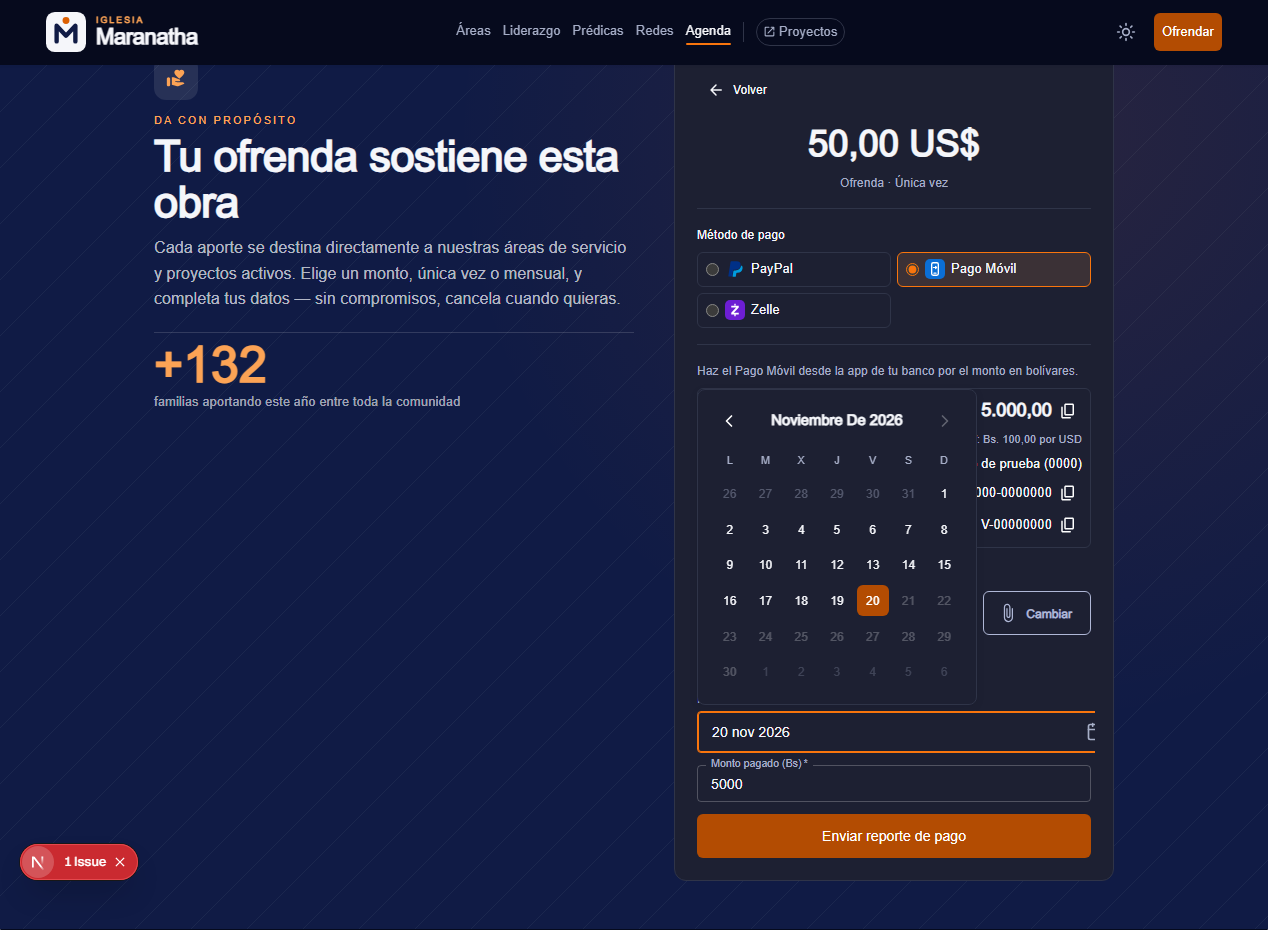 IGLESIA
Maranatha
Áreas Liderazgo Prédicas Redes Agenda Proyectos
Ofrendar
DA CON PROPÓSITO
Tu ofrenda sostiene esta
obra
Cada aporte se destina directamente a nuestras áreas de servicio
y proyectos activos. Elige un monto, única vez o mensual, y
completa tus datos — sin compromisos, cancela cuando quieras.
+132
familias aportando este año entre toda la comunidad
Volver
50,00 US$
Ofrenda · Única vez
Método de pago
PayPal
Pago Móvil
Zelle
Haz el Pago Móvil desde la app de tu banco por el monto en bolívares.
5.000,00
: Bs. 100,00 por USD
de prueba (0000)
000-0000000
V-00000000
Cambiar
Noviembre De 2026
L M X J V S D
26 27 28 29 30 31 1
2 3 4 5 6 7 8
9 10 11 12 13 14 15
16 17 18 19 20 21 22
23 24 25 26 27 28 29
30 1 2 3 4 5 6
20 nov 2026
Monto pagado (Bs) *
5000
Enviar reporte de pago
N 1 Issue